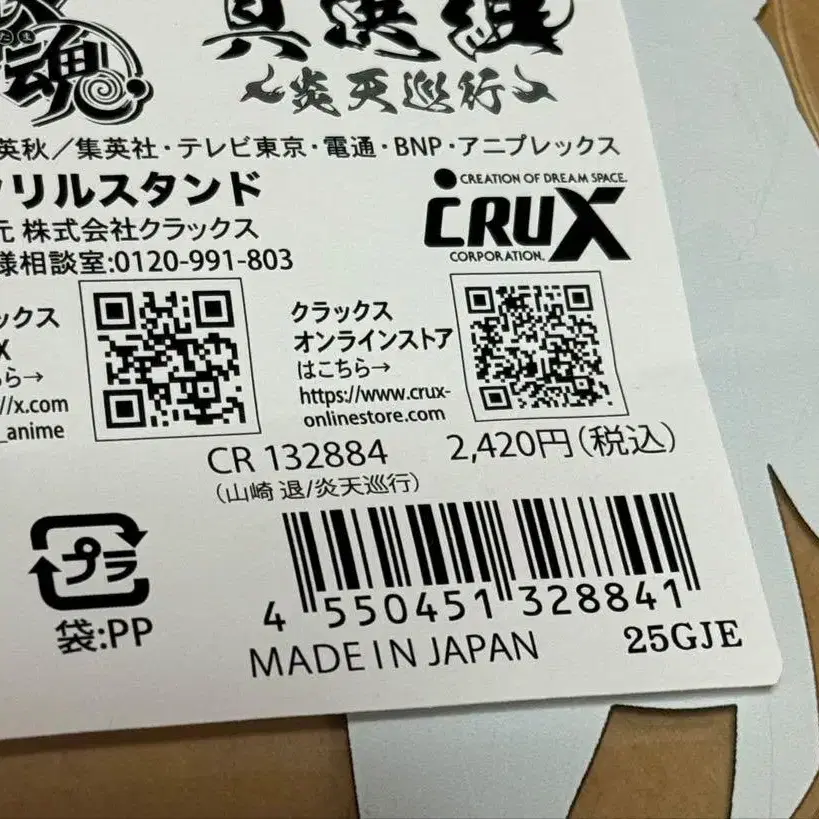 魂
たま
真選組
炎天巡行
英秋／集英社・テレビ東京・電通・BNP・アニプレックス
クリルスタンド
元 株式会社クラックス
様相談室:0120-991-803
CREATION OF DREAM SPACE.
CRUX
CORPORATION.
ックス
X
ちら→
//x.com
_anime
クラックス
オンラインストア
はこちら→
https://www.crux-
onlinestore.com
CR 132884
2,420円(税込)
(山崎 退/炎天巡行)
プラ
袋:PP
4 550451 328841
MADE IN JAPAN
25GJE